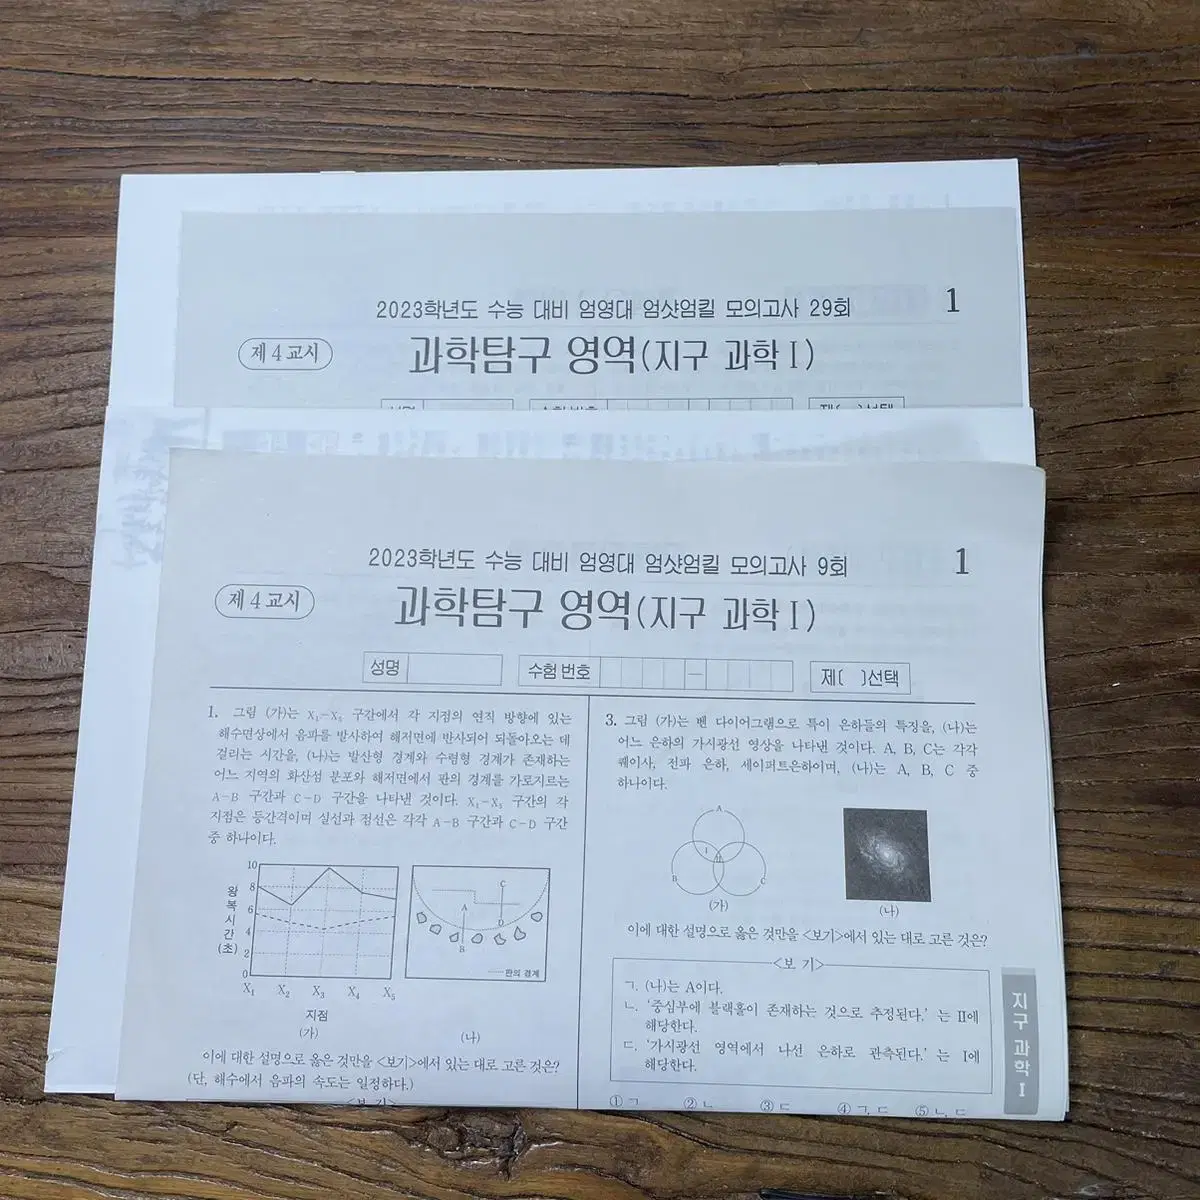 2023학년도 수능 대비 엄영대 엄샷엄킬 모의고사 29회
1
제 4 교시
과학탐구 영역(지구 과학 I)
성명
수험 번호
제( )선택
2023학년도 수능 대비 엄영대 엄샷엄킬 모의고사 9회
1
제 4 교시
과학탐구 영역(지구 과학 I)
성명
수험 번호
—
제( )선택
1. 그림 (가)는 X₁-X₅ 구간에서 각 지점의 연직 방향에 있는
해수면상에서 음파를 발사하여 해저면에 반사되어 되돌아오는 데
걸리는 시간을, (나)는 발산형 경계와 수렴형 경계가 존재하는
어느 지역의 화산섬 분포와 해저면에서 판의 경계를 가로지르는
A-B 구간과 C-D 구간을 나타낸 것이다. X₁-X₅ 구간의 각
지점은 등간격이며 실선과 점선은 각각 A-B 구간과 C-D 구간
중 하나이다.
10
8
6
4
2
0
왕복시간(초)
X₁ X₂ X₃ X₄ X₅
지점
(가)
A
B
C
D
판의 경계
(나)
이에 대한 설명으로 옳은 것만을 <보기>에서 있는 대로 고른 것은?
(단, 해수에서 음파의 속도는 일정하다.)
<보 기>
3. 그림 (가)는 벤 다이어그램으로 특이 은하들의 특징을, (나)는
어느 은하의 가시광선 영상을 나타낸 것이다. A, B, C는 각각
퀘이사, 전파 은하, 세이퍼트은하이며, (나)는 A, B, C 중
하나이다.
A
I
II
B
C
(가)
(나)
이에 대한 설명으로 옳은 것만을 <보기>에서 있는 대로 고른 것은?
<보 기>
ㄱ. (나)는 A이다.
ㄴ. '중심부에 블랙홀이 존재하는 것으로 추정된다.' 는 II에
해당한다.
ㄷ. '가시광선 영역에서 나선 은하로 관측된다.' 는 I에
해당한다.
① ㄱ ② ㄴ ③ ㄷ ④ ㄱ, ㄷ ⑤ ㄴ, ㄷ
지구 과학 I